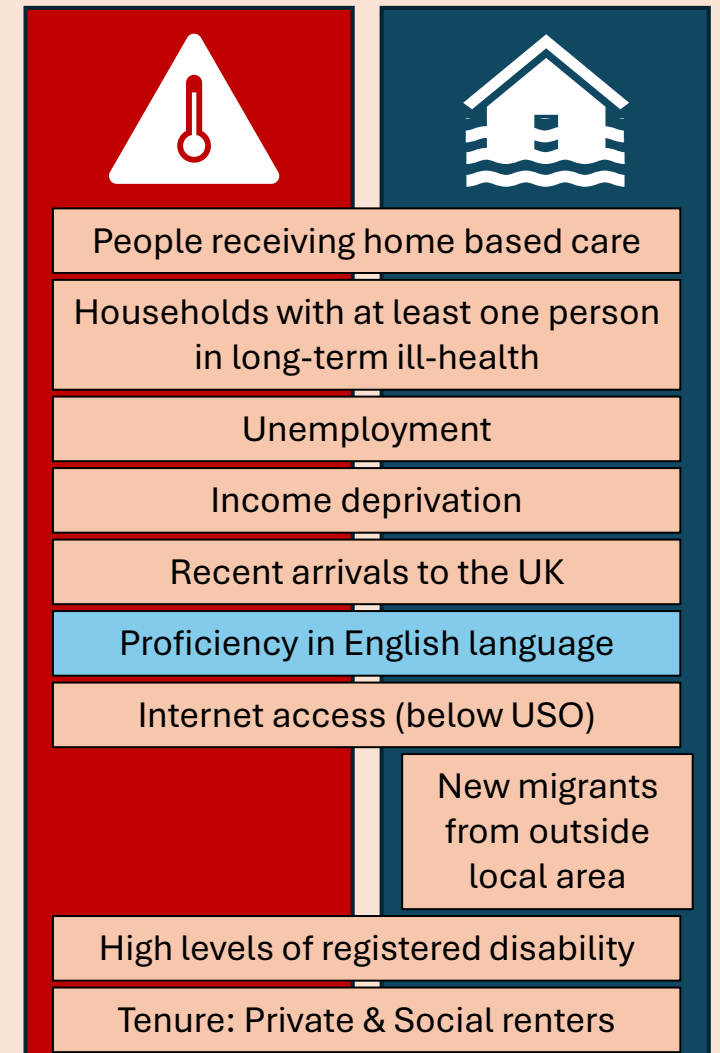 People receiving home based care
Households with at least one person
in long-term ill-health
Unemployment
Income deprivation
Recent arrivals to the UK
Proficiency in English language
Internet access (below USO)
New migrants
from outside
local area
High levels of registered disability
Tenure: Private & Social renters